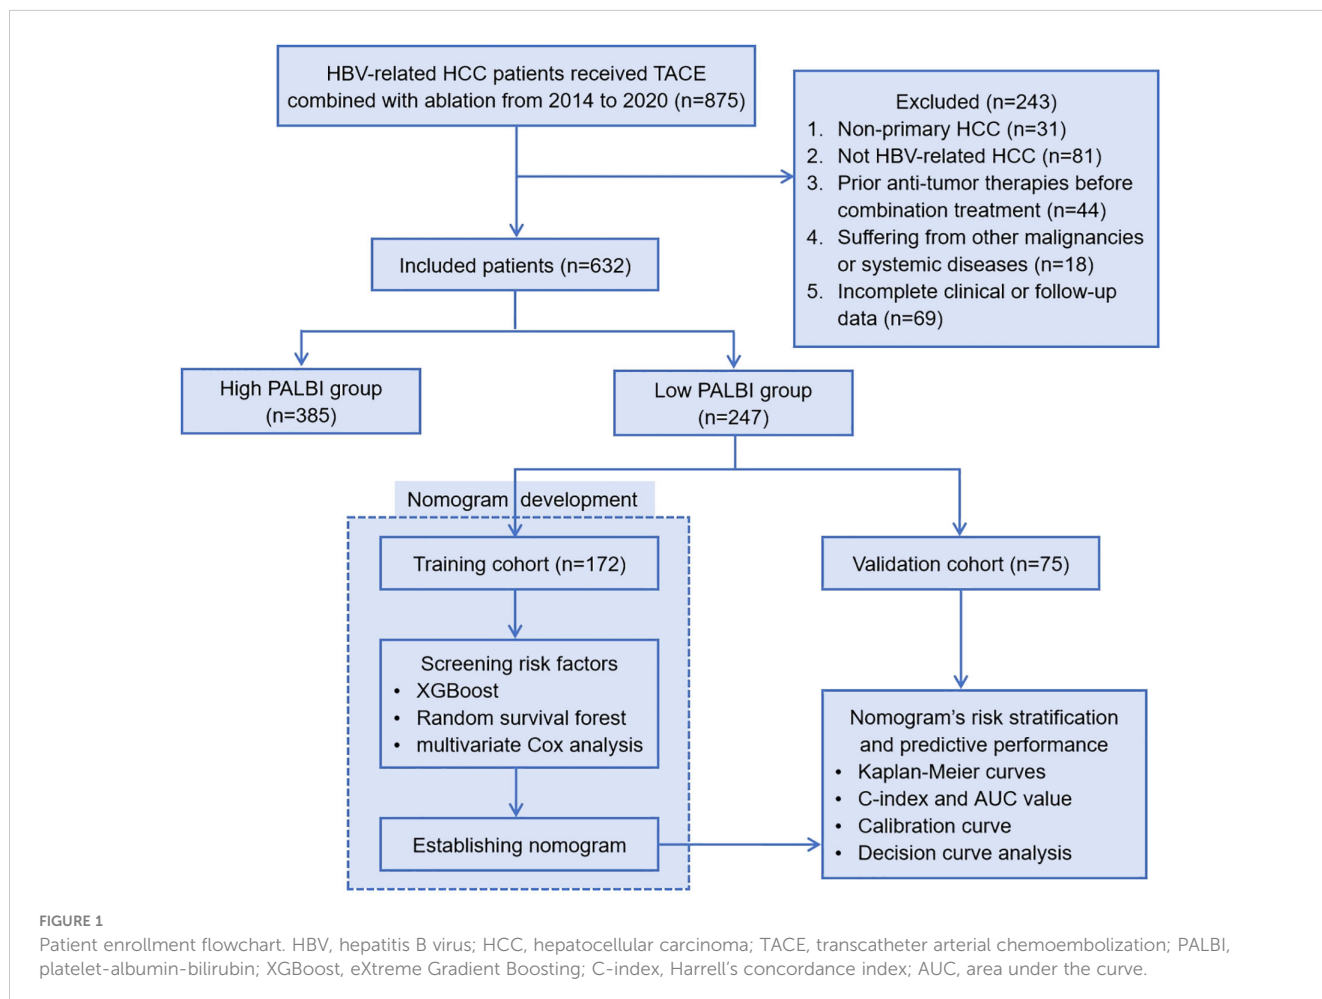 HBV-related HCC patients received TACE
combined with ablation from 2014 to 2020 (n=875)
Excluded (n=243)
1. Non-primary HCC (n=31)
2. Not HBV-related HCC (n=81)
3. Prior anti-tumor therapies before
combination treatment (n=44)
4. Suffering from other malignancies
or systemic diseases (n=18)
5. Incomplete clinical or follow-up
data (n=69)
Included patients (n=632)
High PALBI group
(n=385)
Low PALBI group
(n=247)
Nomogram development
Training cohort (n=172)
Screening risk factors
• XGBoost
• Random survival forest
• multivariate Cox analysis
Establishing nomogram
Validation cohort (n=75)
Nomogram’s risk stratification
and predictive performance
• Kaplan-Meier curves
• C-index and AUC value
• Calibration curve
• Decision curve analysis
FIGURE 1
Patient enrollment flowchart. HBV, hepatitis B virus; HCC, hepatocellular carcinoma; TACE, transcatheter arterial chemoembolization; PALBI,
platelet-albumin-bilirubin; XGBoost, eXtreme Gradient Boosting; C-index, Harrell’s concordance index; AUC, area under the curve.